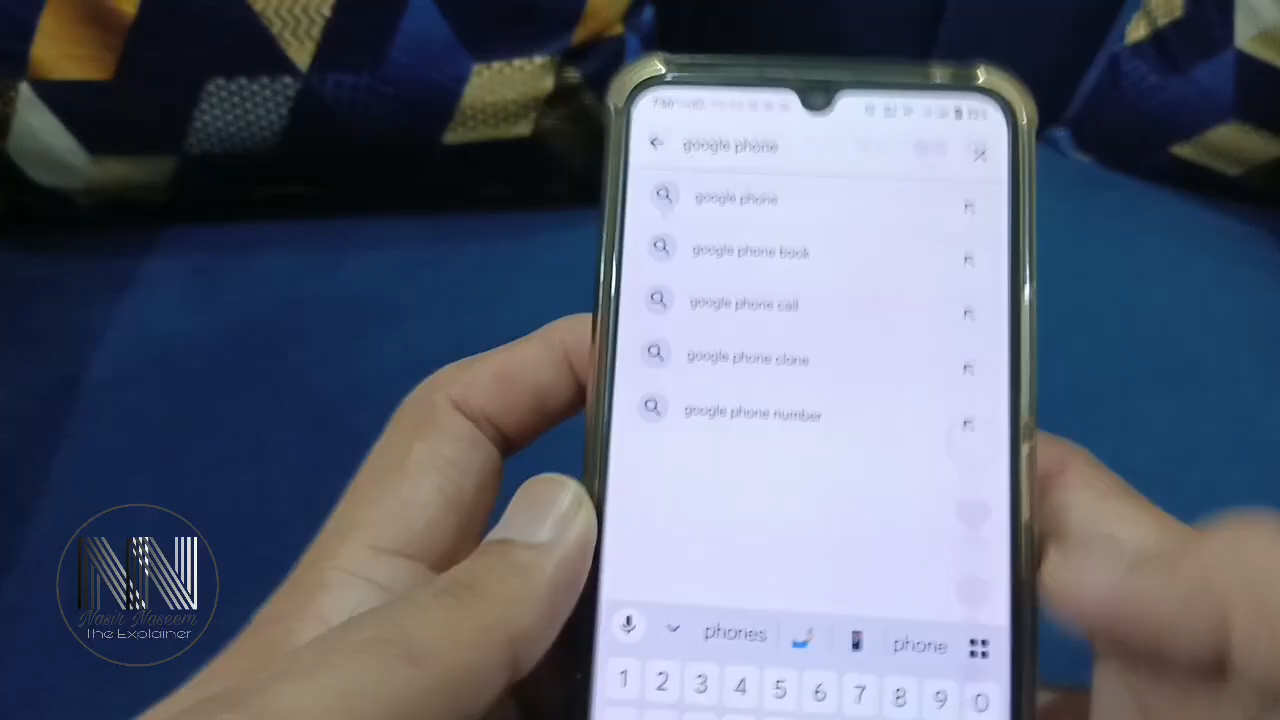 google phone
google phone
google phone book
google phone call
google phone clone
google phone number
phones phone
1 2 3 4 5 6 7 8 9 0
NN
Nasir Naseem
The Explainer